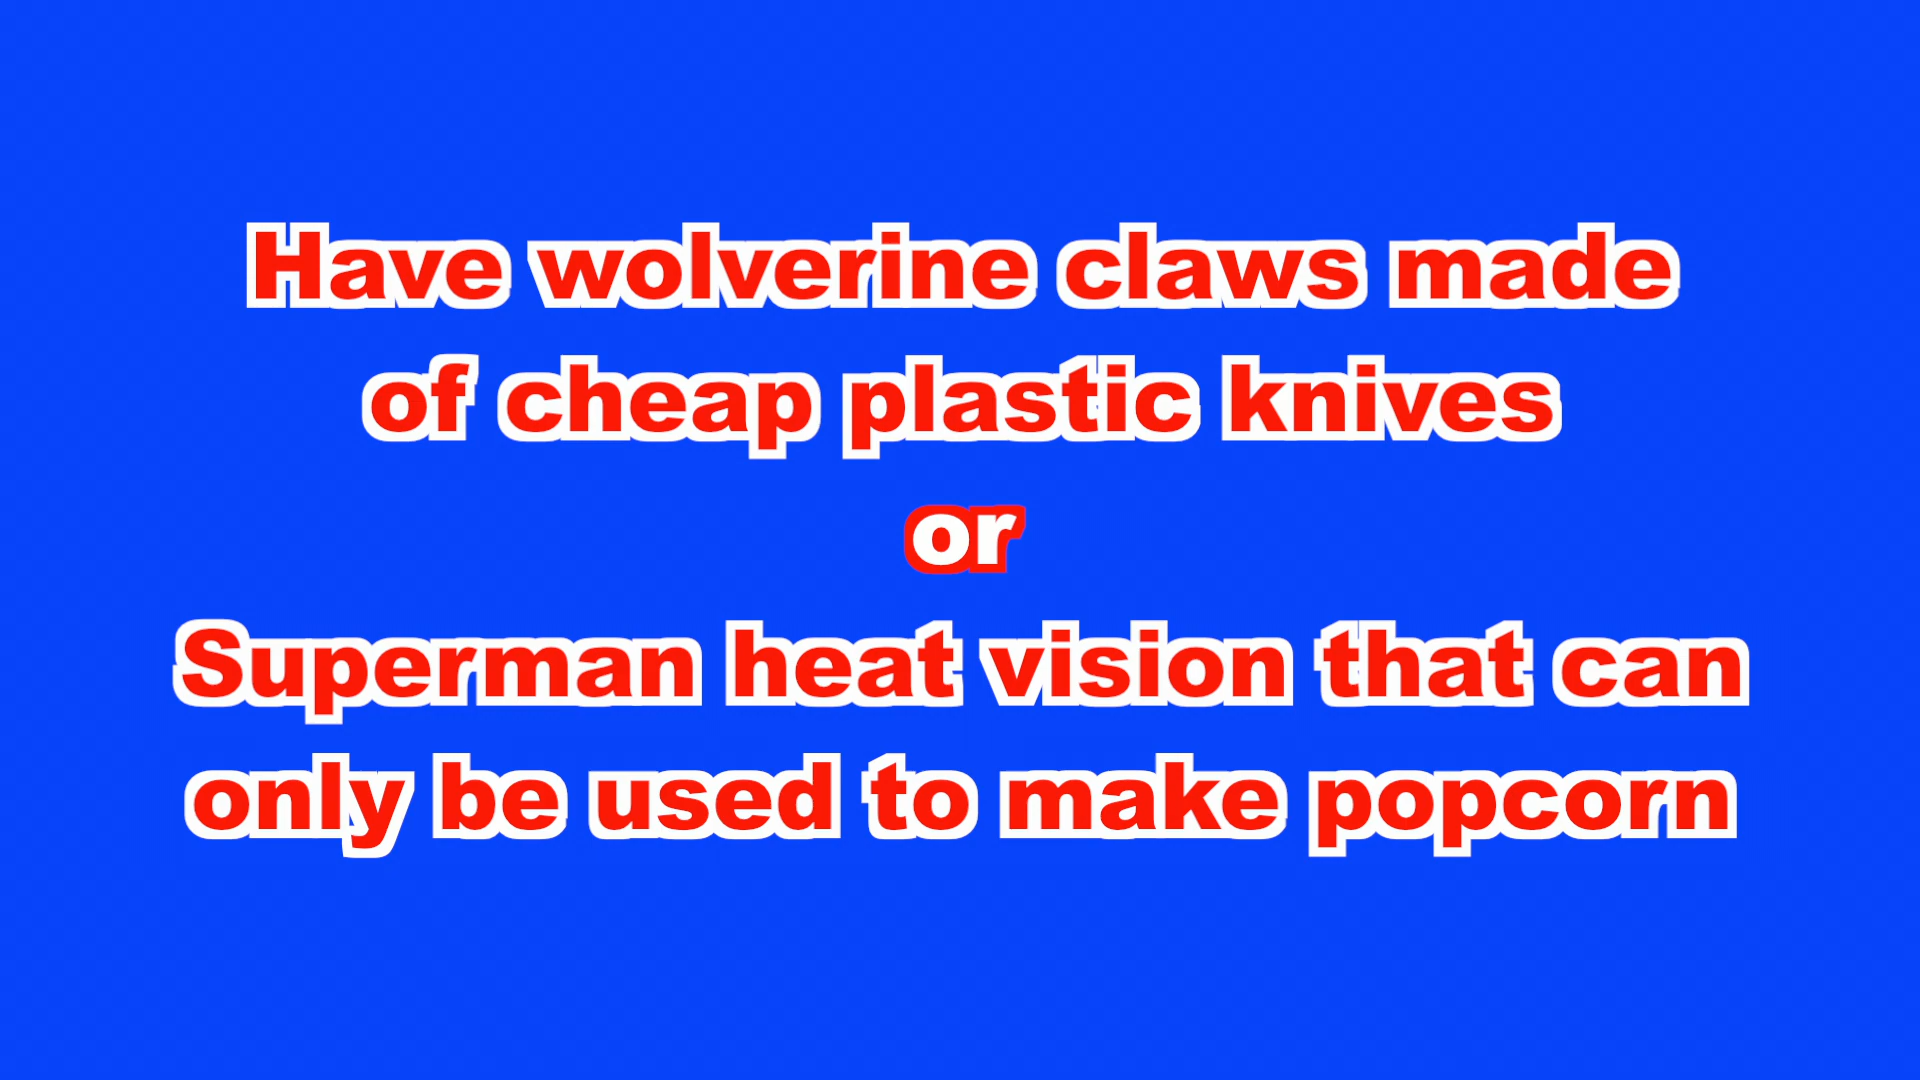 Have wolverine claws made
of cheap plastic knives
or
Superman heat vision that can
only be used to make popcorn